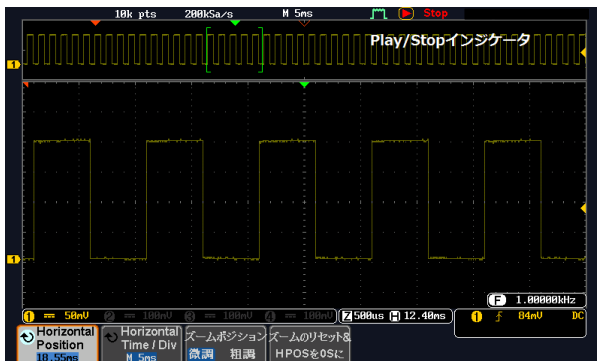 10k pts 200kSa/s M 5ms Stop
Play/Stopインジケータ
1
1
F 1.00000kHz
1 50mV 2 100mV 3 100mV 4 100mV Z 500us H 12.40ms 1 84mV DC
Horizontal Position
18.55ms
Horizontal Time / Div
M 5ms
ズームポジション
微調 粗調
ズームのリセット&
HPOSを0Sに